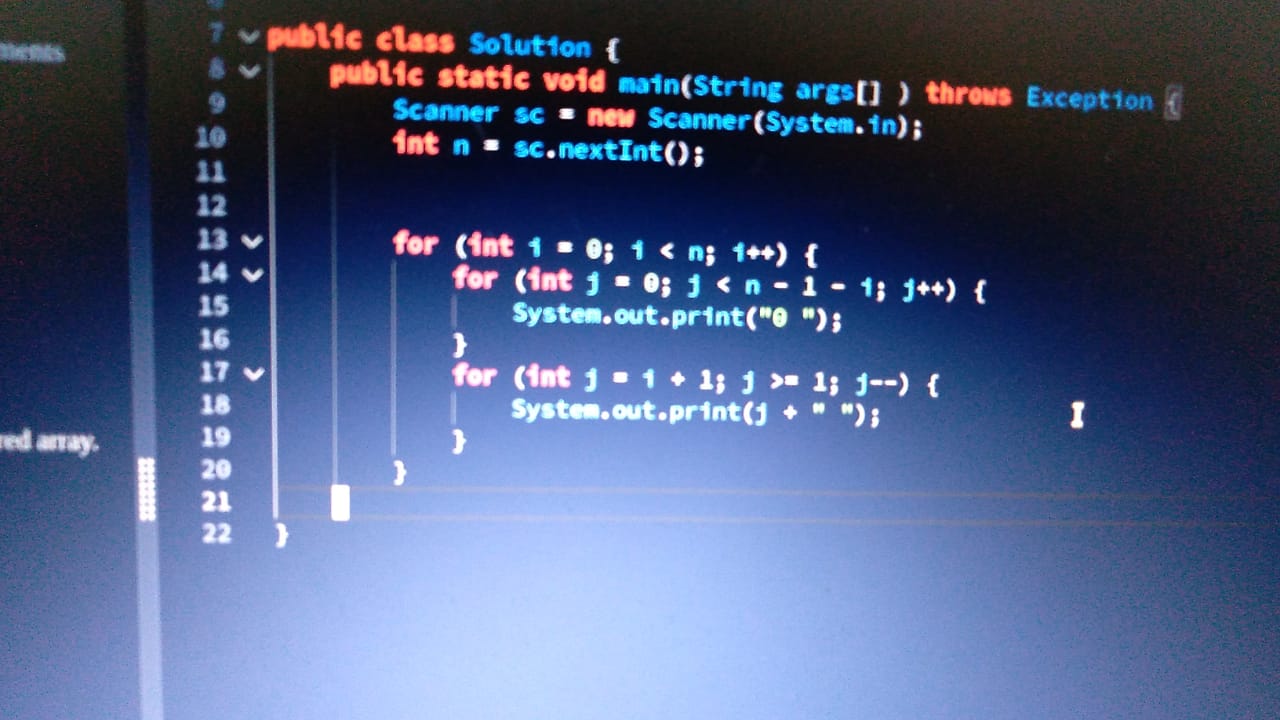 ments
7 public class Solution {
8 public static void main(String args[] ) throws Exception {
9 Scanner sc = new Scanner(System.in);
10 int n = sc.nextInt();
11
12
13 for (int i = 0; i < n; i++) {
14 for (int j = 0; j < n - 1 - i; j++) {
15 System.out.print("0 ");
16 }
17 for (int j = i + 1; j >= 1; j--) {
18 System.out.print(j + " ");
red array.
19 }
20 }
21
22 }